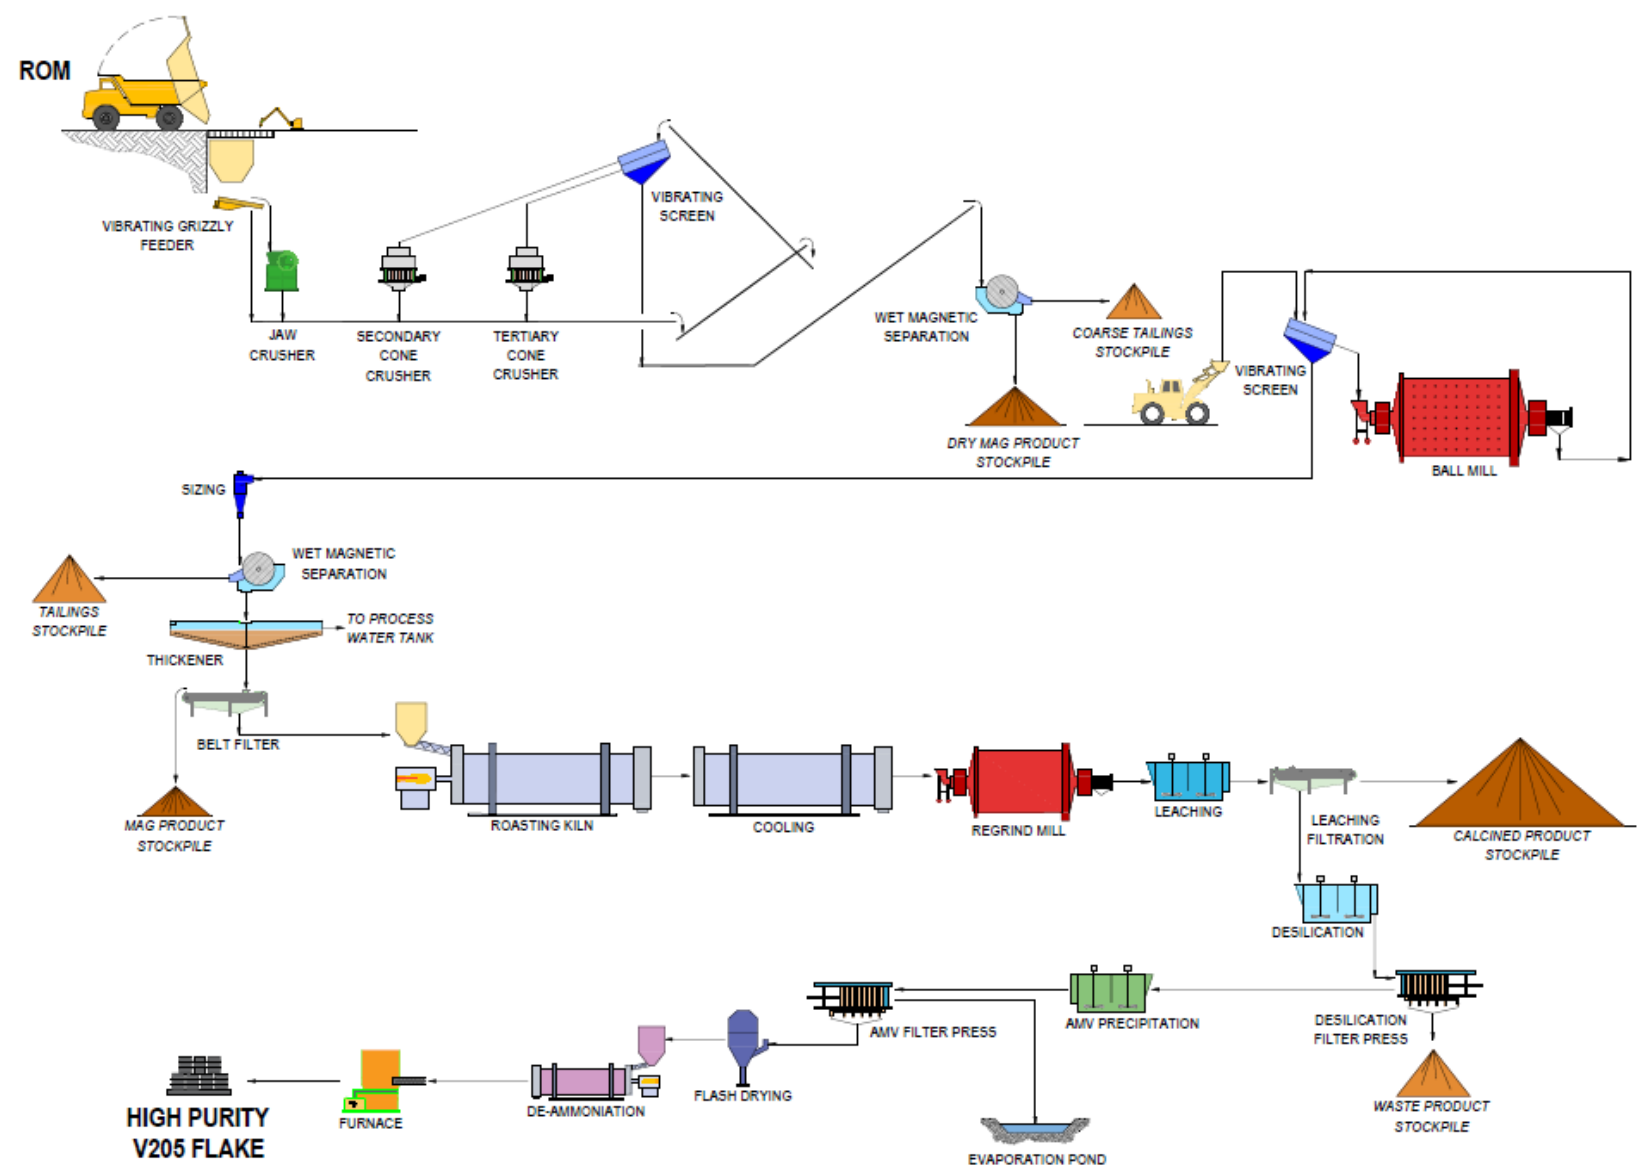 ROM
VIBRATING GRIZZLY
FEEDER
JAW
CRUSHER
SECONDARY
CONE
CRUSHER
TERTIARY
CONE
CRUSHER
VIBRATING
SCREEN
WET MAGNETIC
SEPARATION
COARSE TAILINGS
STOCKPILE
DRY MAG PRODUCT
STOCKPILE
VIBRATING
SCREEN
BALL MILL
SIZING
WET MAGNETIC
SEPARATION
TAILINGS
STOCKPILE
TO PROCESS
WATER TANK
THICKENER
BELT FILTER
MAG PRODUCT
STOCKPILE
ROASTING KILN
COOLING
REGRIND MILL
LEACHING
LEACHING
FILTRATION
CALCINED PRODUCT
STOCKPILE
DESILICATION
DESILICATION
FILTER PRESS
WASTE PRODUCT
STOCKPILE
AMV PRECIPITATION
AMV FILTER PRESS
EVAPORATION POND
FLASH DRYING
DE-AMMONIATION
FURNACE
HIGH PURITY
V205 FLAKE